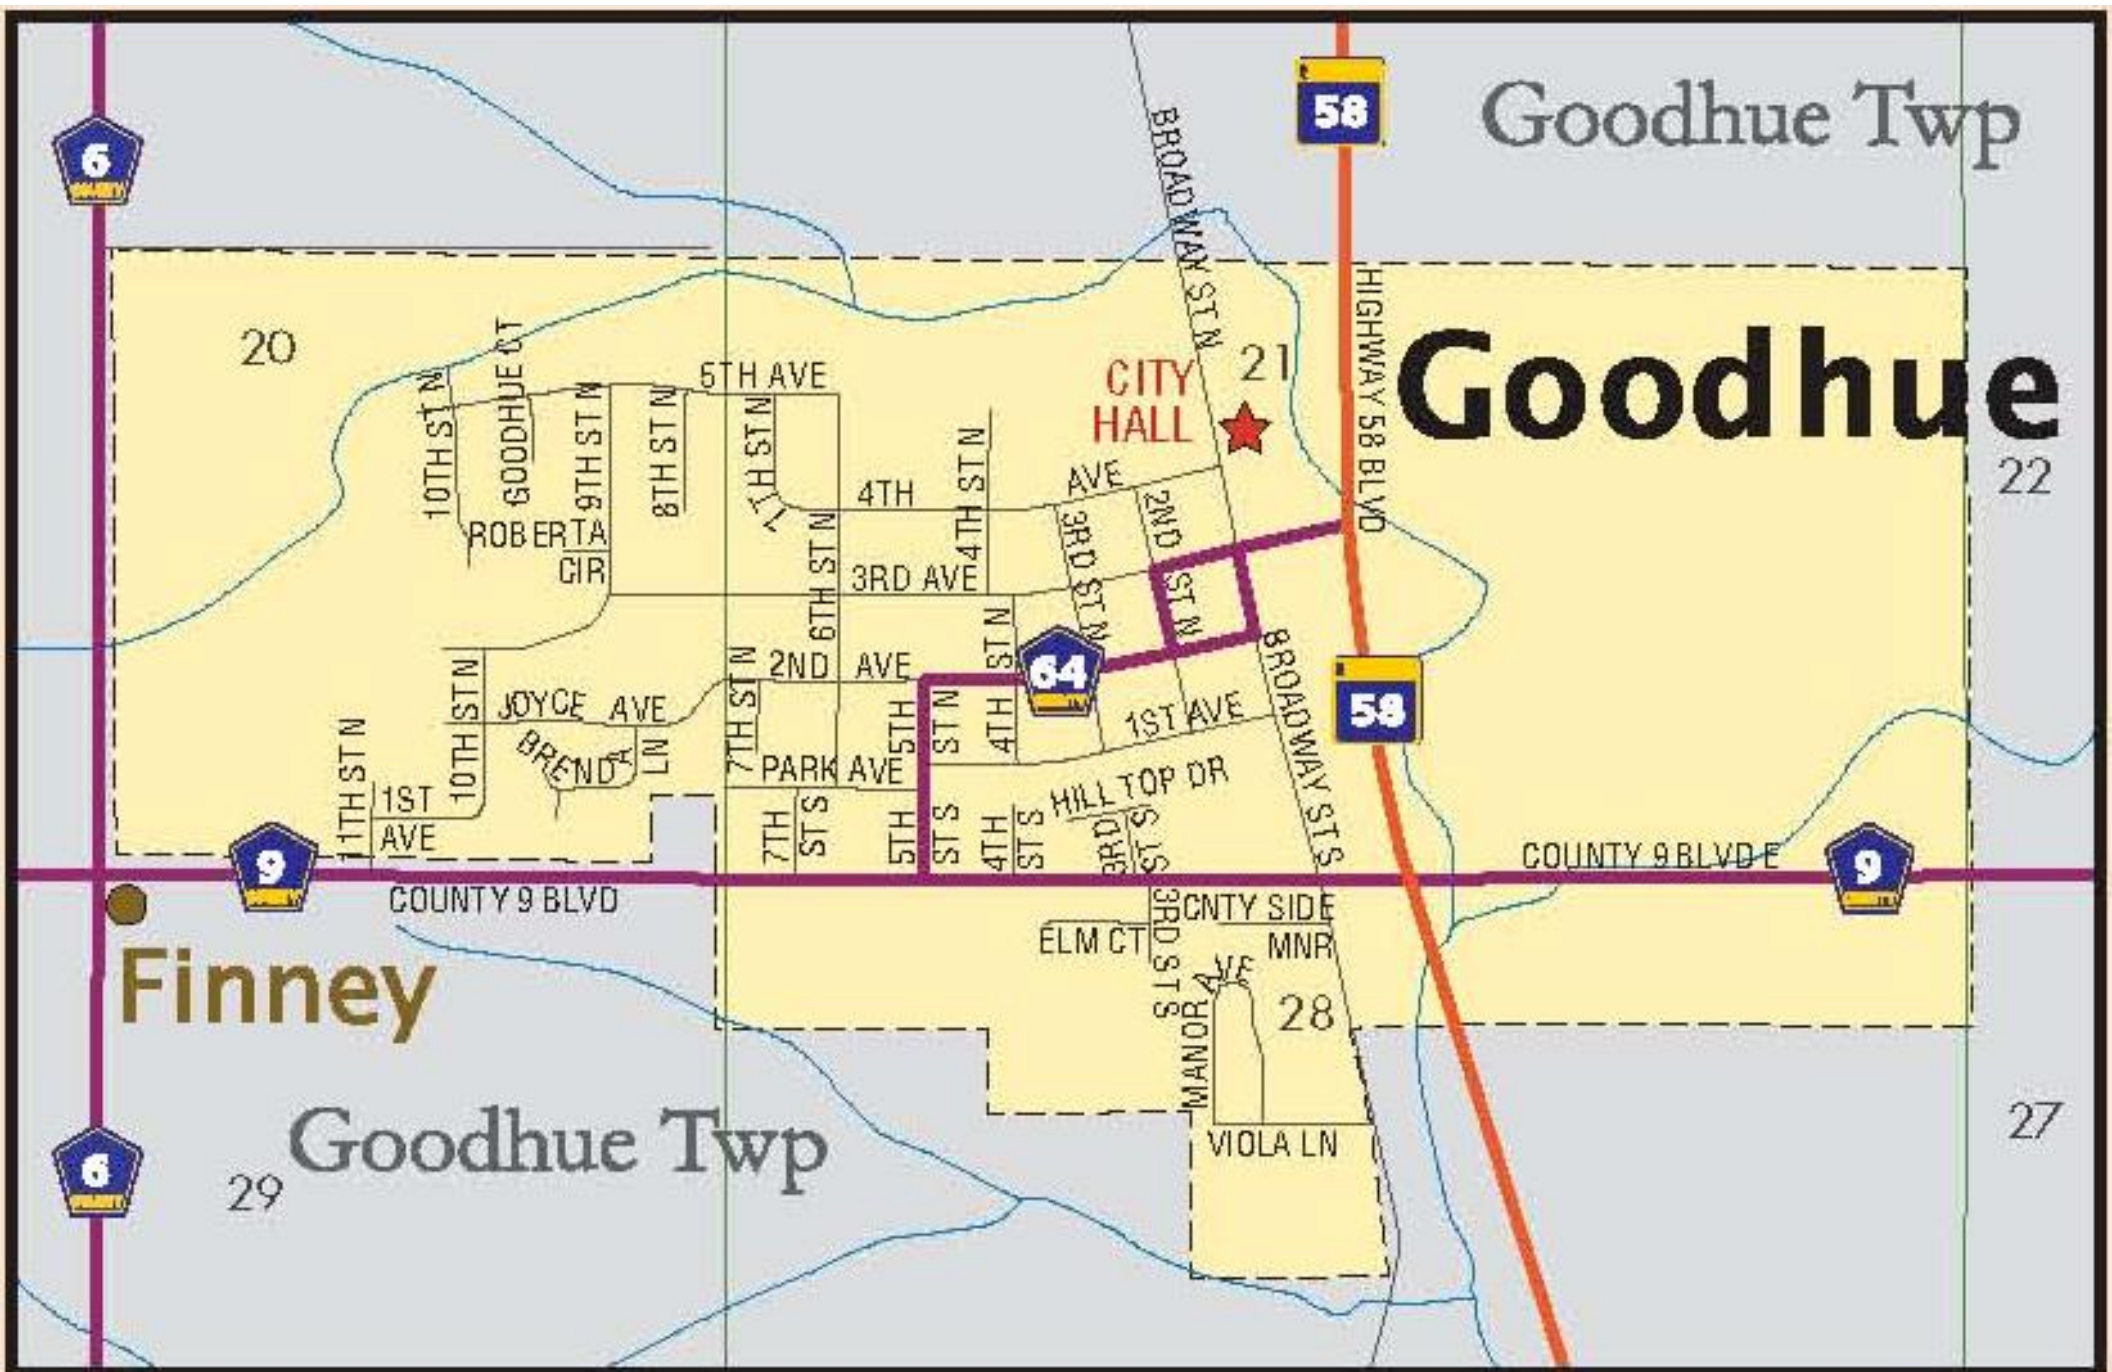 6
58
Goodhue Twp
BROADWAY ST N
HIGHWAY 58 BLVD
20
21
CITY
HALL
Goodhue
22
5TH AVE
10TH ST N
GOODHUE CT
9TH ST N
8TH ST N
7TH ST N
4TH
AVE
4TH ST N
3RD ST N
2ND
ST N
ROBERTA
CIR
6TH ST N
3RD AVE
4TH ST N
64
58
2ND AVE
7TH ST N
10TH ST N
JOYCE AVE
BRENDA LN
11TH ST N
1ST
AVE
5TH
ST N
1ST AVE
BROADWAY ST S
PARK AVE
HILL TOP DR
7TH
ST S
5TH
ST S
4TH
ST S
3RD
ST S
9
COUNTY 9 BLVD
COUNTY 9 BLVD E
9
Finney
CNTY SIDE
MNR
ELM CT
3RD ST S
MANOR AVE
28
VIOLA LN
Goodhue Twp
6
29
27